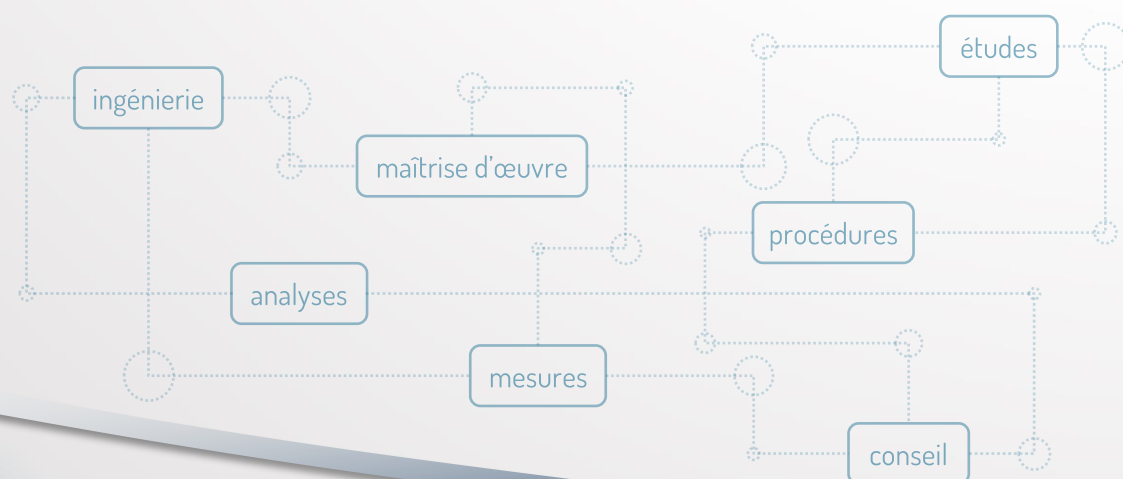 études
ingénierie
maîtrise d’œuvre
procédures
analyses
mesures
conseil